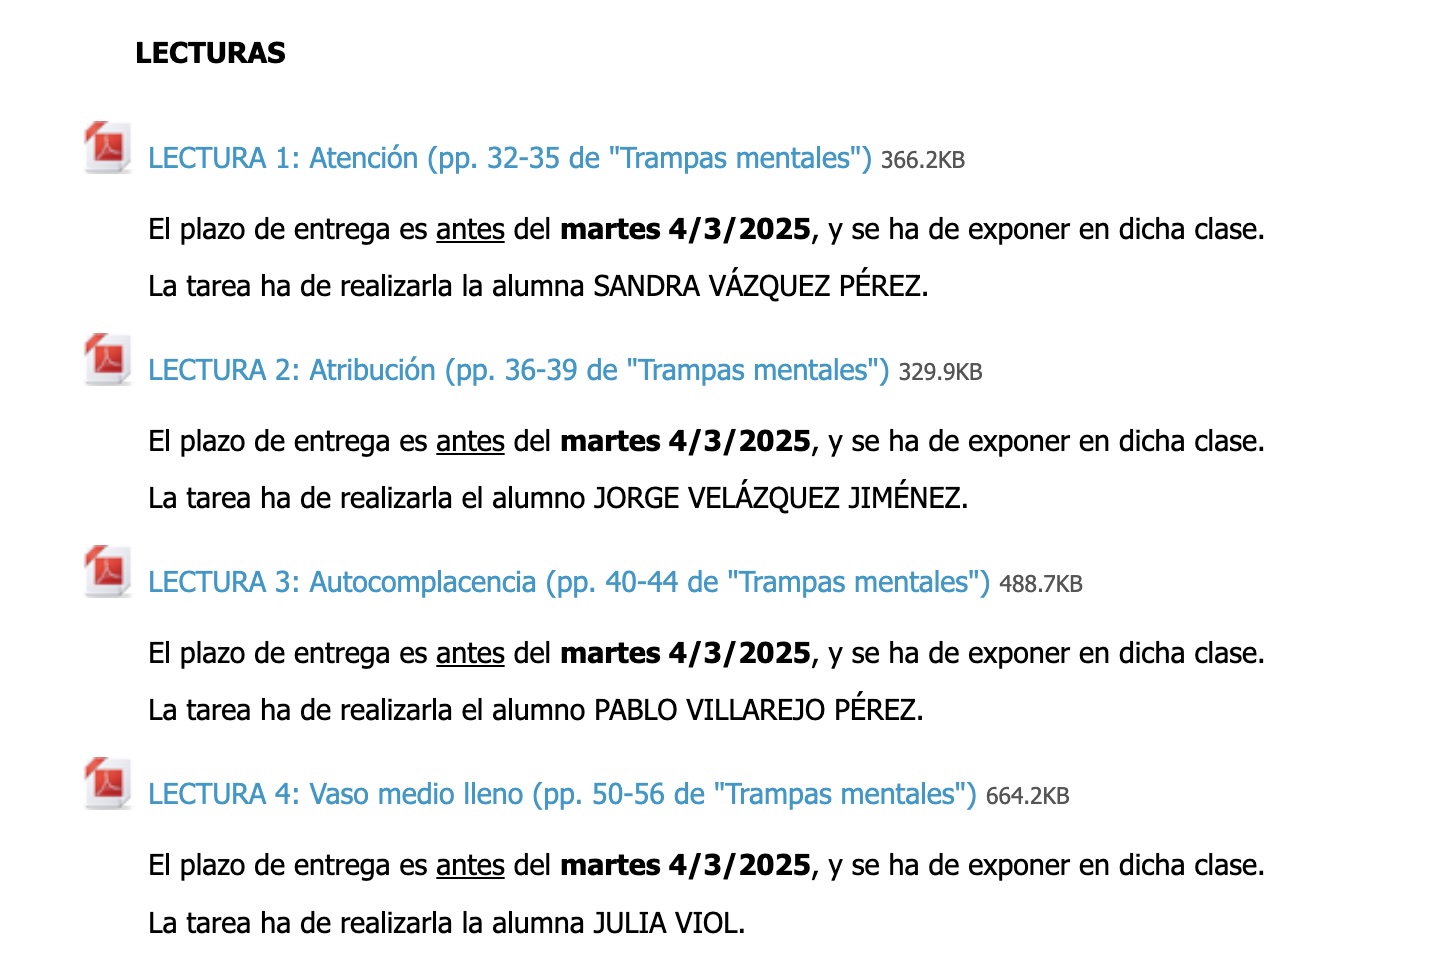 LECTURAS
LECTURA 1: Atención (pp. 32-35 de "Trampas mentales") 366.2KB
El plazo de entrega es antes del martes 4/3/2025, y se ha de exponer en dicha clase.
La tarea ha de realizarla la alumna SANDRA VÁZQUEZ PÉREZ.
LECTURA 2: Atribución (pp. 36-39 de "Trampas mentales") 329.9KB
El plazo de entrega es antes del martes 4/3/2025, y se ha de exponer en dicha clase.
La tarea ha de realizarla el alumno JORGE VELÁZQUEZ JIMÉNEZ.
LECTURA 3: Autocomplacencia (pp. 40-44 de "Trampas mentales") 488.7KB
El plazo de entrega es antes del martes 4/3/2025, y se ha de exponer en dicha clase.
La tarea ha de realizarla el alumno PABLO VILLAREJO PÉREZ.
LECTURA 4: Vaso medio lleno (pp. 50-56 de "Trampas mentales") 664.2KB
El plazo de entrega es antes del martes 4/3/2025, y se ha de exponer en dicha clase.
La tarea ha de realizarla la alumna JULIA VIOL.